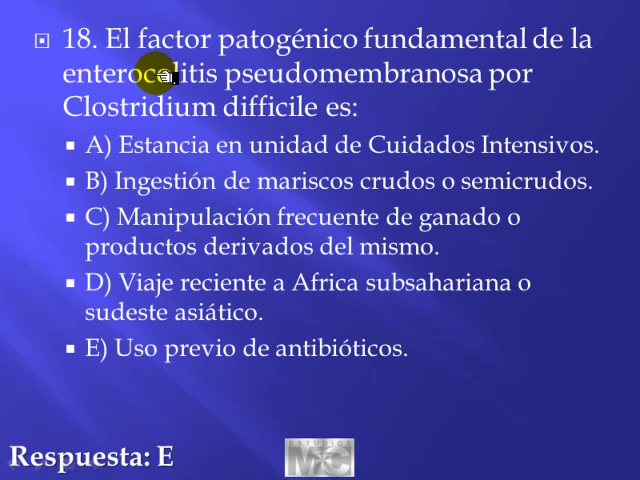 18. El factor patogénico fundamental de la
enterocolitis pseudomembranosa por
Clostridium difficile es:
A) Estancia en unidad de Cuidados Intensivos.
B) Ingestión de mariscos crudos o semicrudos.
C) Manipulación frecuente de ganado o
productos derivados del mismo.
D) Viaje reciente a Africa subsahariana o
sudeste asiático.
E) Uso previo de antibióticos.
Respuesta: E
ESTUDIOS
MC